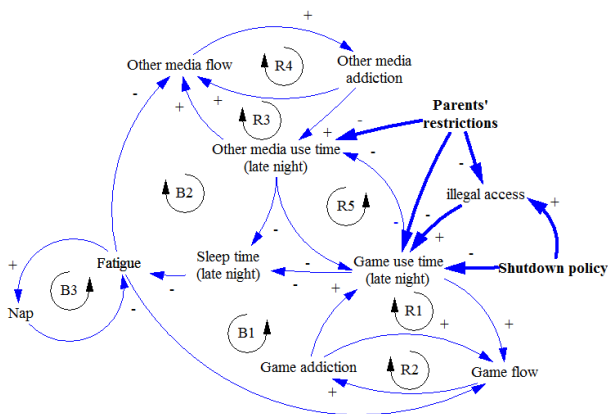 +
Other media flow
R4
Other media
addiction
-
+
+
R3
+
-
Parents'
restrictions
Other media use time
(late night)
-
-
-
illegal access
+
B2
R5
-
-
-
-
+
Sleep time
(late night)
Game use time
(late night)
-
Shutdown policy
+
Fatigue
-
-
-
B3
Nap
-
+
R1
B1
+
+
Game addiction
R2
Game flow
+
-